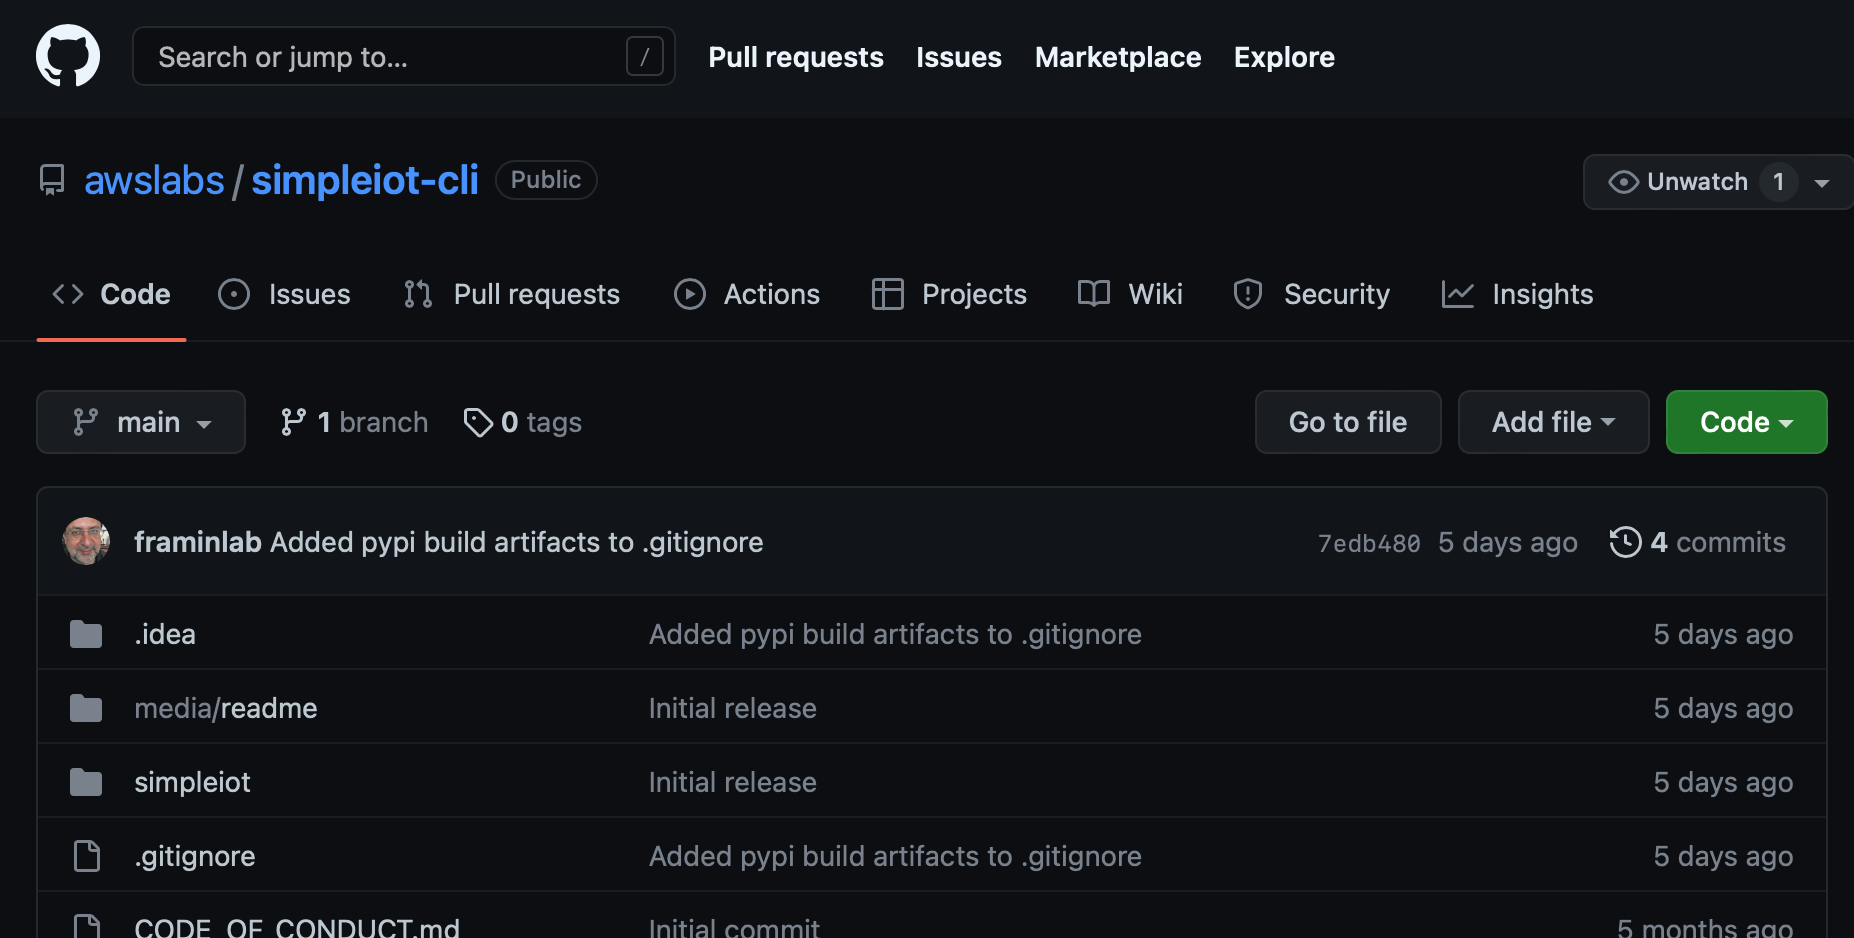 Search or jump to... /
Pull requests Issues Marketplace Explore
awslabs / simpleiot-cli Public
Unwatch 1
Code Issues Pull requests Actions Projects Wiki Security Insights
main 1 branch 0 tags
Go to file Add file Code
framinlab Added pypi build artifacts to .gitignore 7edb480 5 days ago 4 commits
.idea Added pypi build artifacts to .gitignore 5 days ago
media/readme Initial release 5 days ago
simpleiot Initial release 5 days ago
.gitignore Added pypi build artifacts to .gitignore 5 days ago
CODE_OF_CONDUCT.md Initial commit 5 months ago